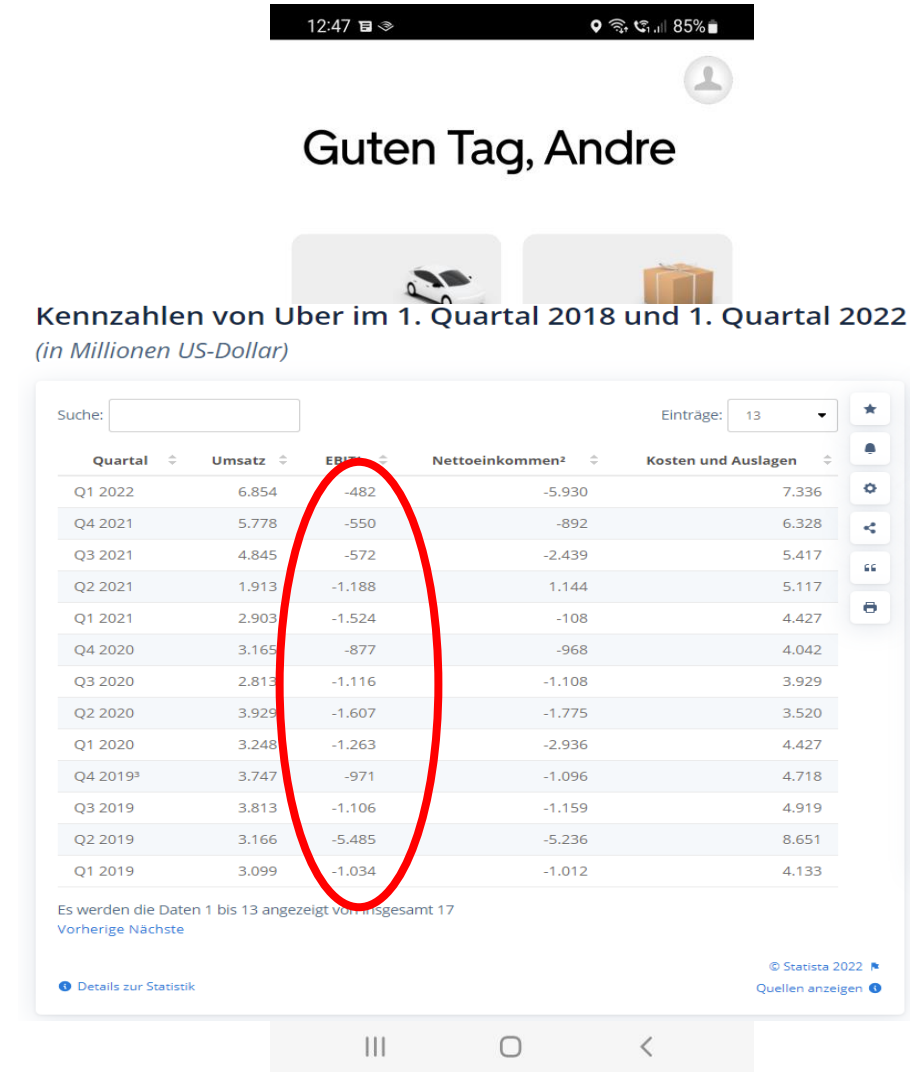 12:47 85%
Guten Tag, Andre
Kennzahlen von Uber im 1. Quartal 2018 und 1. Quartal 2022
(in Millionen US-Dollar)
Suche: Einträge: 13
Quartal Umsatz Nettoeinkommen² Kosten und Auslagen
Q1 2022 6.854 -482 -5.930 7.336
Q4 2021 5.778 -550 -892 6.328
Q3 2021 4.845 -572 -2.439 5.417
Q2 2021 1.913 -1.188 1.144 5.117
Q1 2021 2.903 -1.524 -108 4.427
Q4 2020 3.165 -877 -968 4.042
Q3 2020 2.813 -1.116 -1.108 3.929
Q2 2020 3.929 -1.607 -1.775 3.520
Q1 2020 3.248 -1.263 -2.936 4.427
Q4 2019³ 3.747 -971 -1.096 4.718
Q3 2019 3.813 -1.106 -1.159 4.919
Q2 2019 3.166 -5.485 -5.236 8.651
Q1 2019 3.099 -1.034 -1.012 4.133
Es werden die Daten 1 bis 13 angezeigt von insgesamt 17
Vorherige Nächste
© Statista 2022
Details zur Statistik Quellen anzeigen